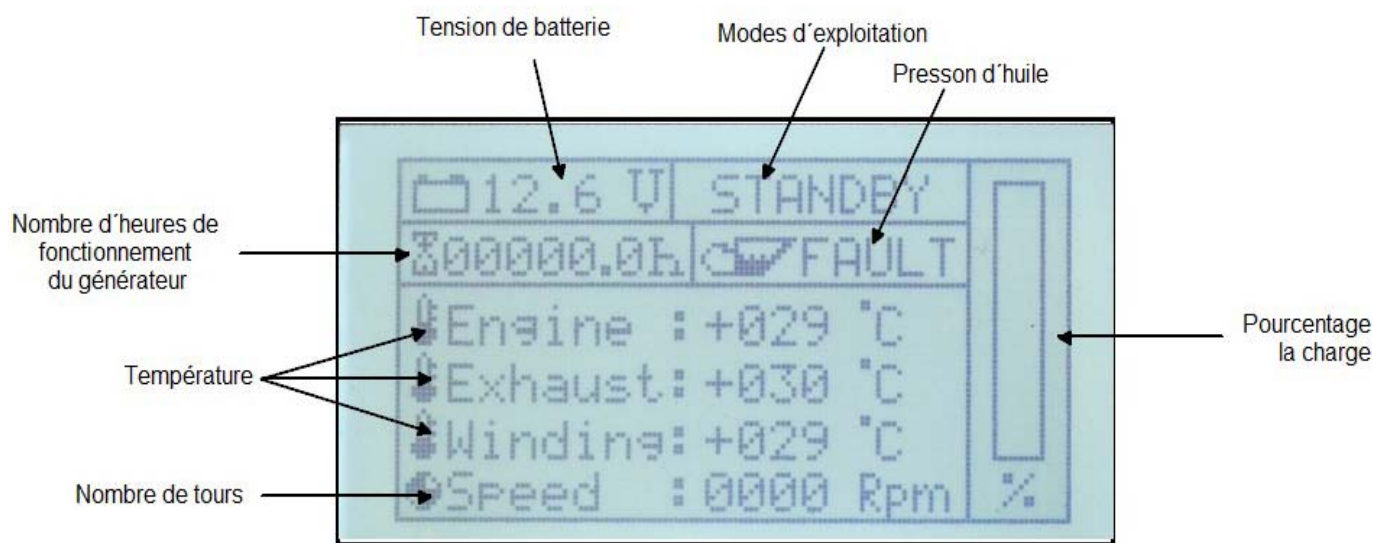 Tension de batterie
Modes d´exploitation
Presson d´huile
12.6 V STANDBY
Nombre d´heures de
fonctionnement
du générateur
00000.0h FAULT
Engine : +029 °C
Pourcentage
la charge
Température
Exhaust: +030 °C
Winding: +029 °C
Nombre de tours
Speed : 0000 Rpm %